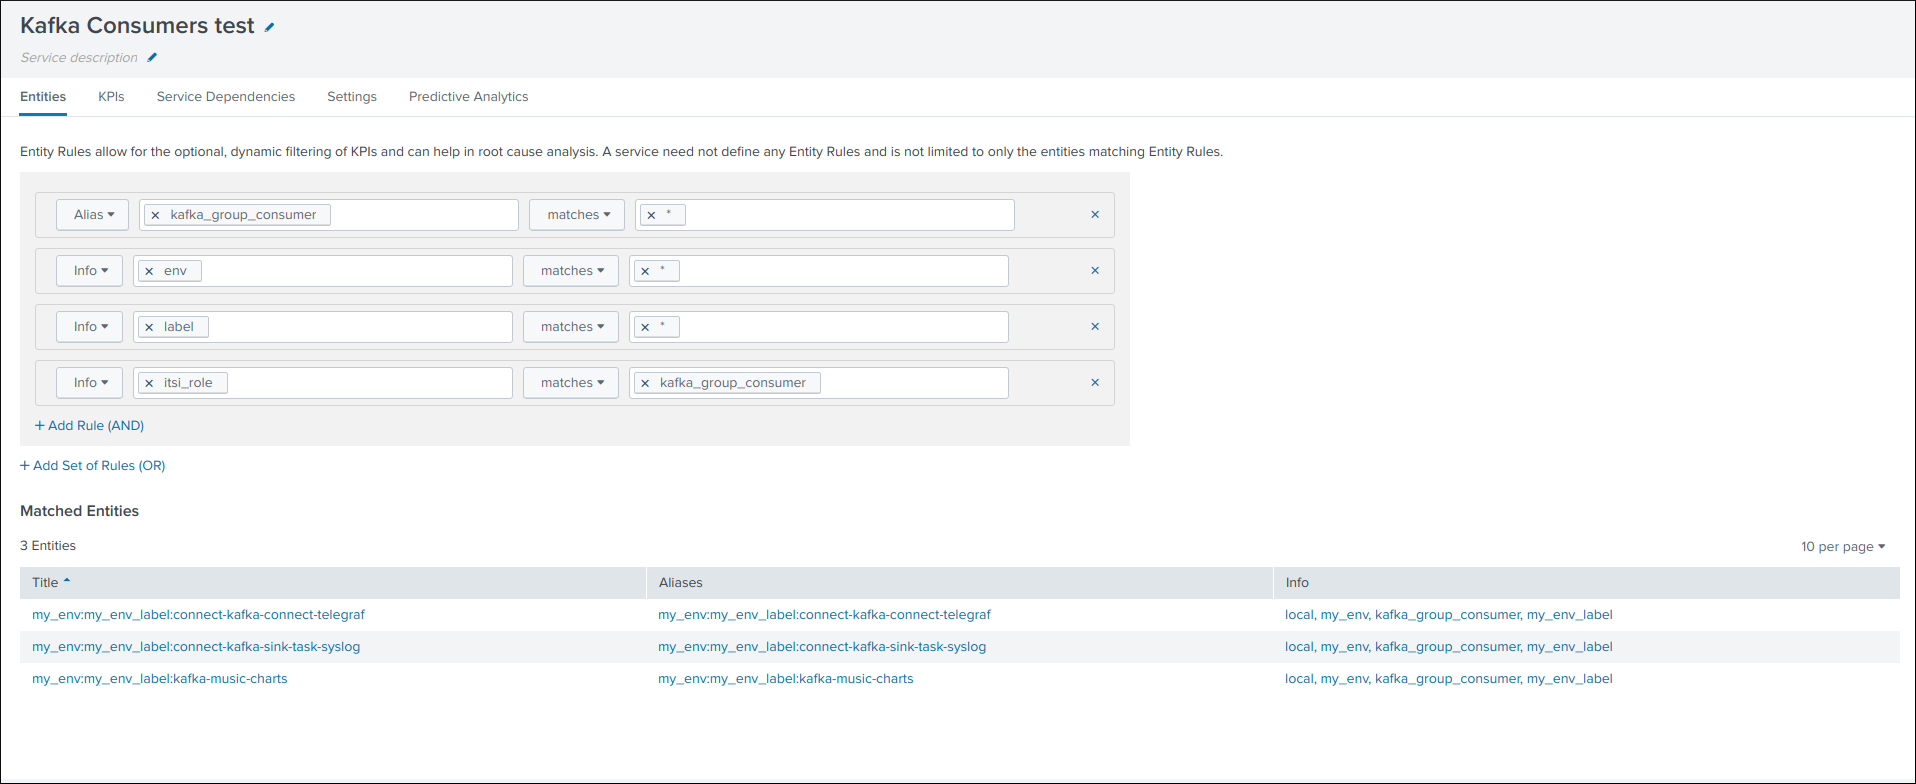 Kafka Consumers test
Service description
Entities KPIs Service Dependencies Settings Predictive Analytics
Entity Rules allow for the optional, dynamic filtering of KPIs and can help in root cause analysis. A service need not define any Entity Rules and is not limited to only the entities matching Entity Rules.
Alias kafka_group_consumer matches *
Info env matches *
Info label matches *
Info itsi_role matches kafka_group_consumer
+ Add Rule (AND)
+ Add Set of Rules (OR)
Matched Entities
3 Entities 10 per page
Title Aliases Info
my_env:my_env_label:connect-kafka-connect-telegraf my_env:my_env_label:connect-kafka-connect-telegraf local, my_env, kafka_group_consumer, my_env_label
my_env:my_env_label:connect-kafka-sink-task-syslog my_env:my_env_label:connect-kafka-sink-task-syslog local, my_env, kafka_group_consumer, my_env_label
my_env:my_env_label:kafka-music-charts my_env:my_env_label:kafka-music-charts local, my_env, kafka_group_consumer, my_env_label